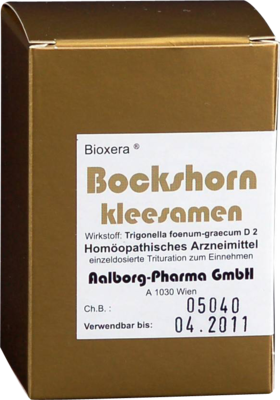 Bioxera ®
Bockshorn
kleesamen
Wirkstoff: Trigonella foenum-graecum D 2
Homöopathisches Arzneimittel
einzeldosierte Trituration zum Einnehmen
Aalborg-Pharma GmbH
A 1030 Wien
Ch.B. : 05040
Verwendbar bis: 04.2011